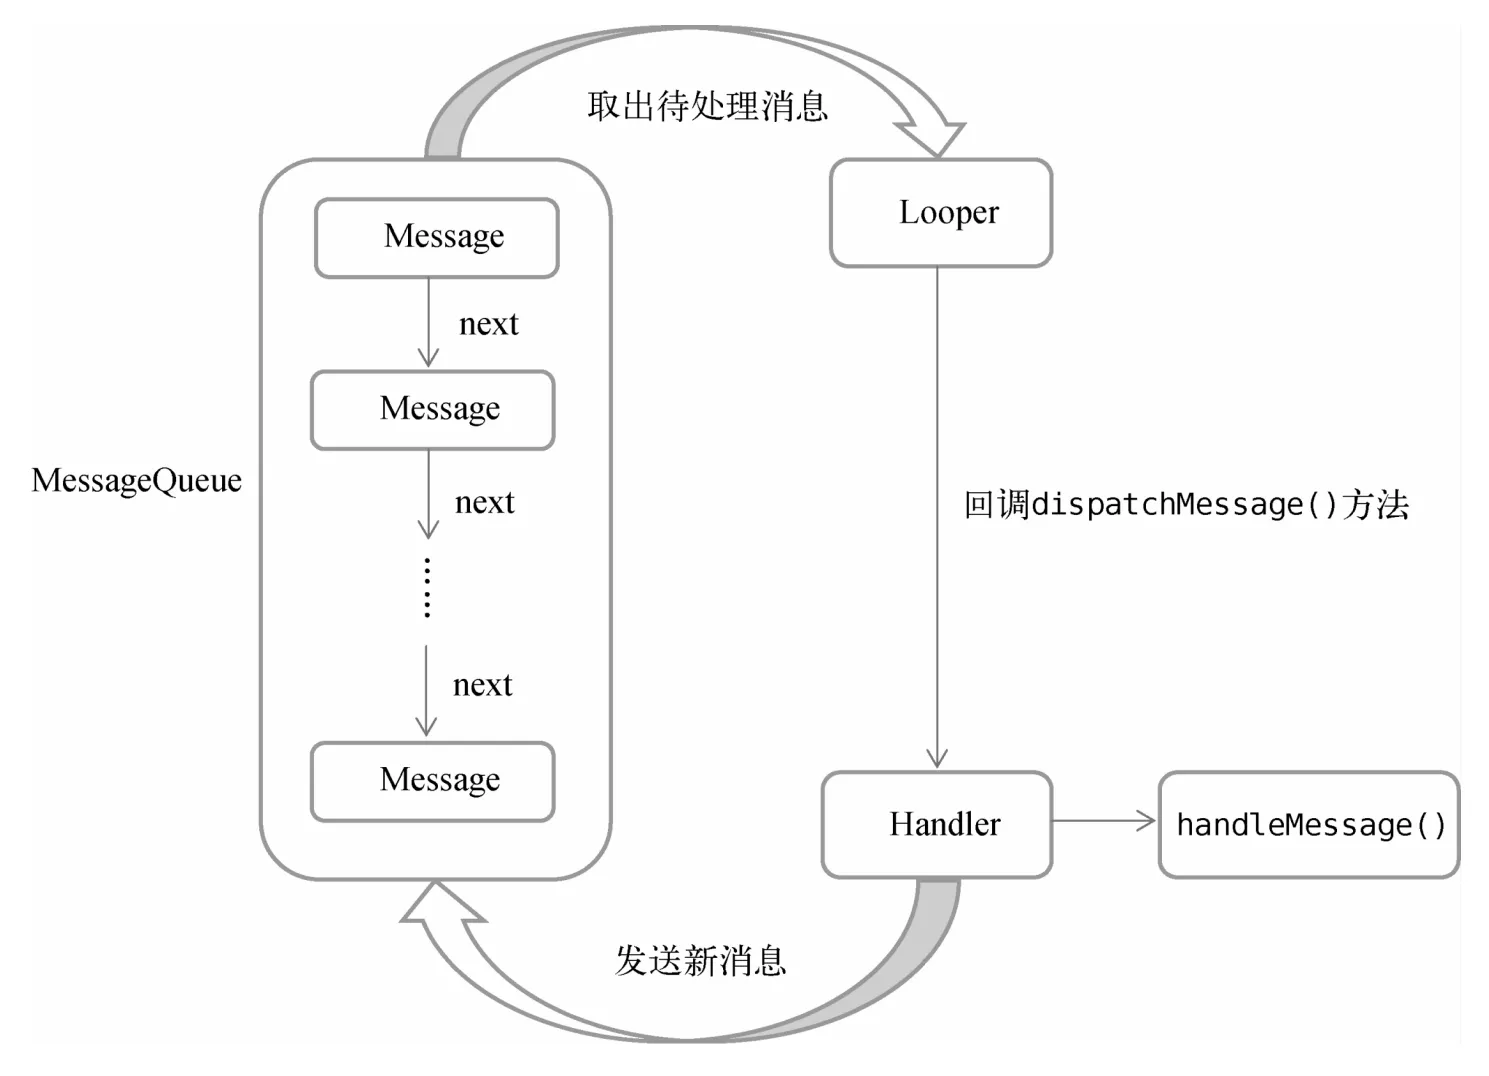 取出待处理消息
Looper
Message
next
Message
MessageQueue
next
回调dispatchMessage()方法
next
Message
Handler
handleMessage()
发送新消息